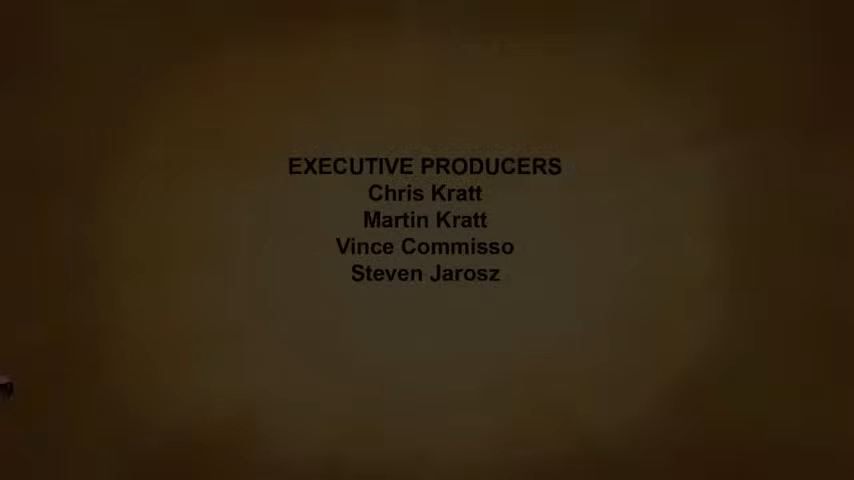 EXECUTIVE PRODUCERS
Chris Kratt
Martin Kratt
Vince Commisso
Steven Jarosz